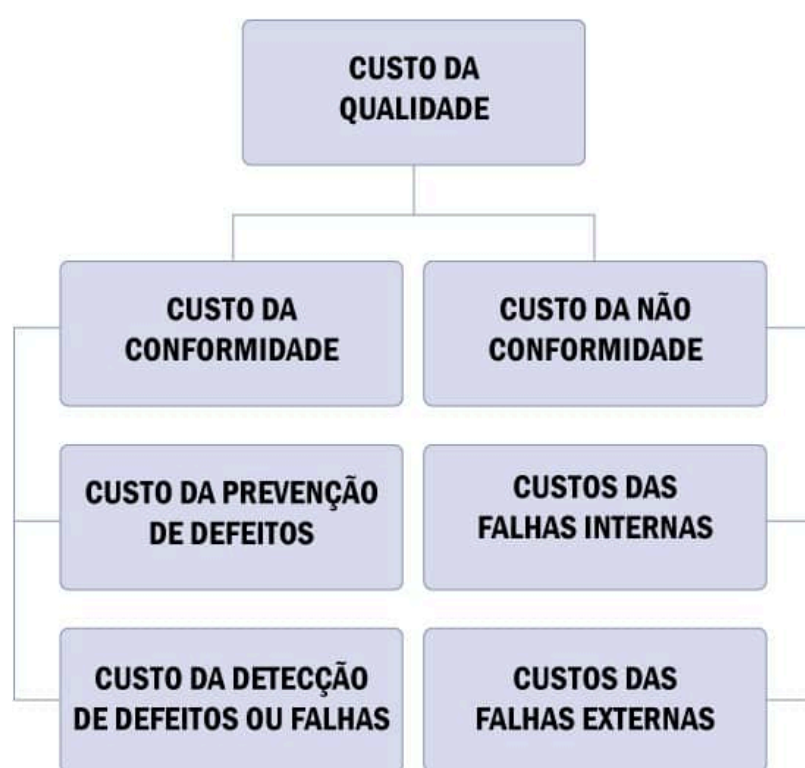 CUSTO DA
QUALIDADE
CUSTO DA
CONFORMIDADE
CUSTO DA NÃO
CONFORMIDADE
CUSTO DA PREVENÇÃO
DE DEFEITOS
CUSTOS DAS
FALHAS INTERNAS
CUSTO DA DETECÇÃO
DE DEFEITOS OU FALHAS
CUSTOS DAS
FALHAS EXTERNAS